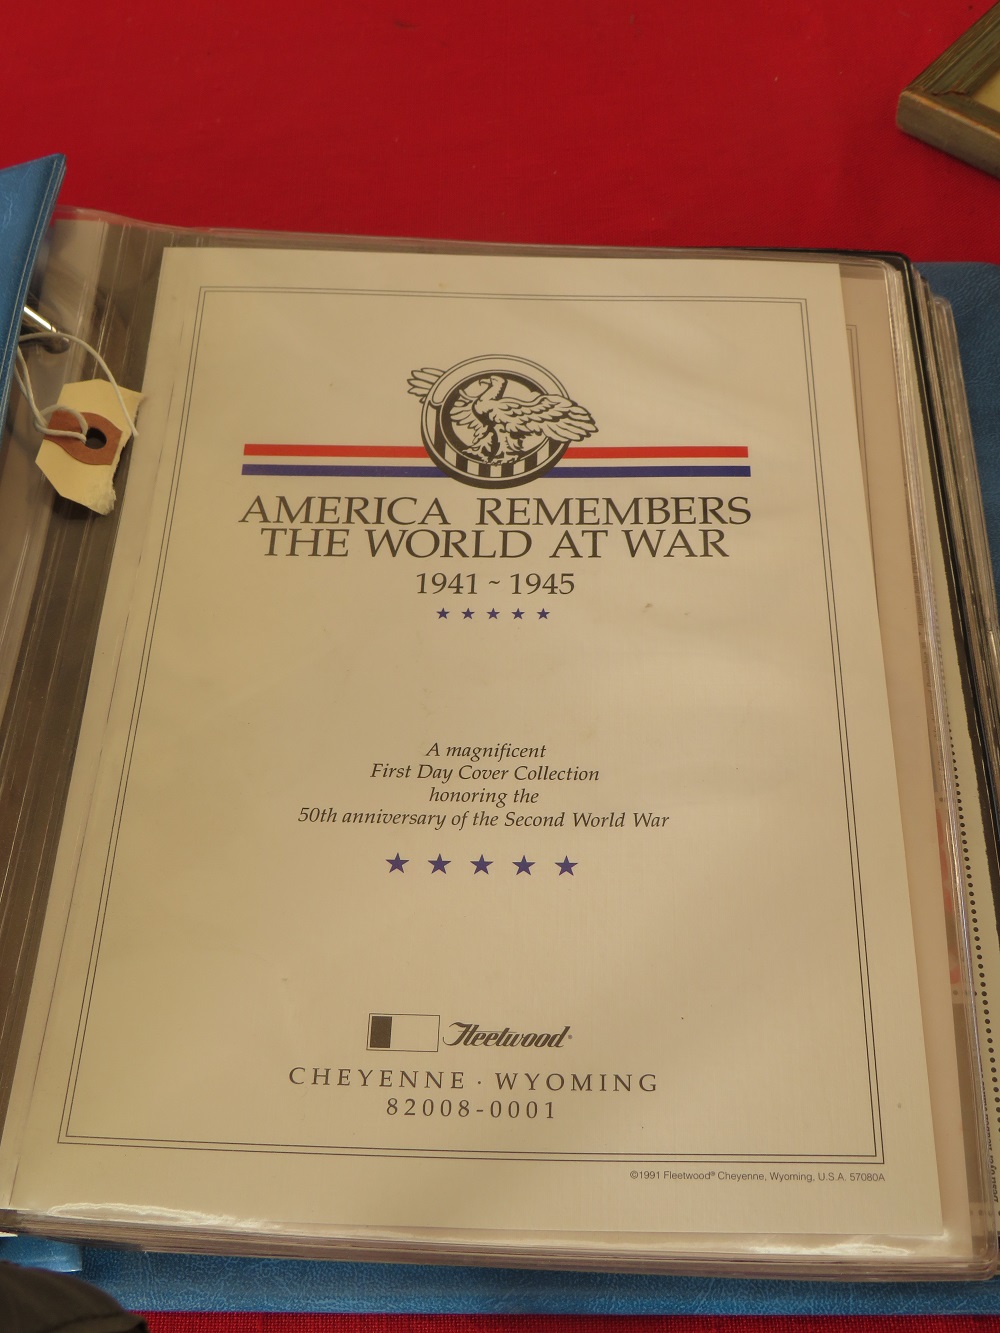 AMERICA REMEMBERS
THE WORLD AT WAR
1941 ~ 1945
A magnificent
First Day Cover Collection
honoring the
50th anniversary of the Second World War
Fleetwood®
CHEYENNE · WYOMING
82008-0001
©1991 Fleetwood® Cheyenne, Wyoming, U.S.A. 57080A